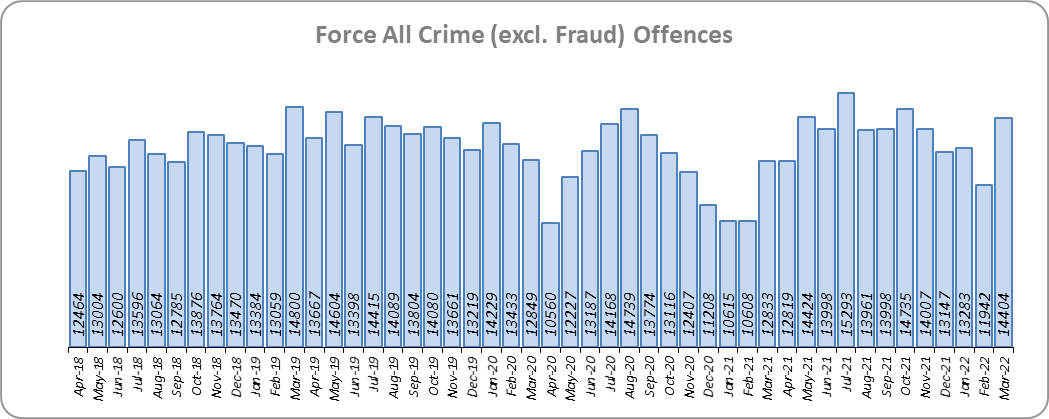 Force All Crime (excl. Fraud) Offences
12464
13004
12600
13596
13064
12785
13876
13764
13470
13384
13059
14800
13667
14604
13398
14415
14089
13804
14080
13661
13219
14229
13433
12849
10560
12227
13187
14168
14739
13774
13116
12407
11208
10615
10608
12833
12819
14424
13998
15293
13961
13998
14735
14007
13147
13283
11942
14404
Apr-18
May-18
Jun-18
Jul-18
Aug-18
Sep-18
Oct-18
Nov-18
Dec-18
Jan-19
Feb-19
Mar-19
Apr-19
May-19
Jun-19
Jul-19
Aug-19
Sep-19
Oct-19
Nov-19
Dec-19
Jan-20
Feb-20
Mar-20
Apr-20
May-20
Jun-20
Jul-20
Aug-20
Sep-20
Oct-20
Nov-20
Dec-20
Jan-21
Feb-21
Mar-21
Apr-21
May-21
Jun-21
Jul-21
Aug-21
Sep-21
Oct-21
Nov-21
Dec-21
Jan-22
Feb-22
Mar-22